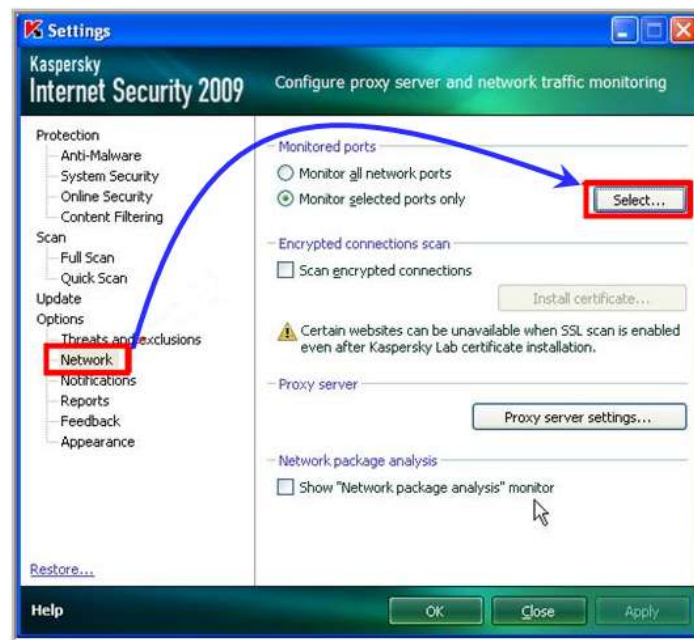 Settings
Kaspersky
Internet Security 2009
Configure proxy server and network traffic monitoring
Protection
Anti-Malware
System Security
Online Security
Content Filtering
Scan
Full Scan
Quick Scan
Update
Options
Threats and exclusions
Network
Notifications
Reports
Feedback
Appearance
Restore...
Monitored ports
Monitor all network ports
Monitor selected ports only
Select...
Encrypted connections scan
Scan encrypted connections
Install certificate...
Certain websites can be unavailable when SSL scan is enabled
even after Kaspersky Lab certificate installation.
Proxy server
Proxy server settings...
Network package analysis
Show "Network package analysis" monitor
Help
OK
Close
Apply